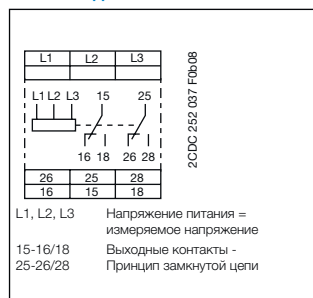 L1 L2 L3
L1 L2 L3 15 25
16 18 26 28
26 25 28
16 15 18
2CDC 252 037 F0b08
L1, L2, L3 Напряжение питания =
измеряемое напряжение
15-16/18 Выходные контакты -
25-26/28 Принцип замкнутой цепи